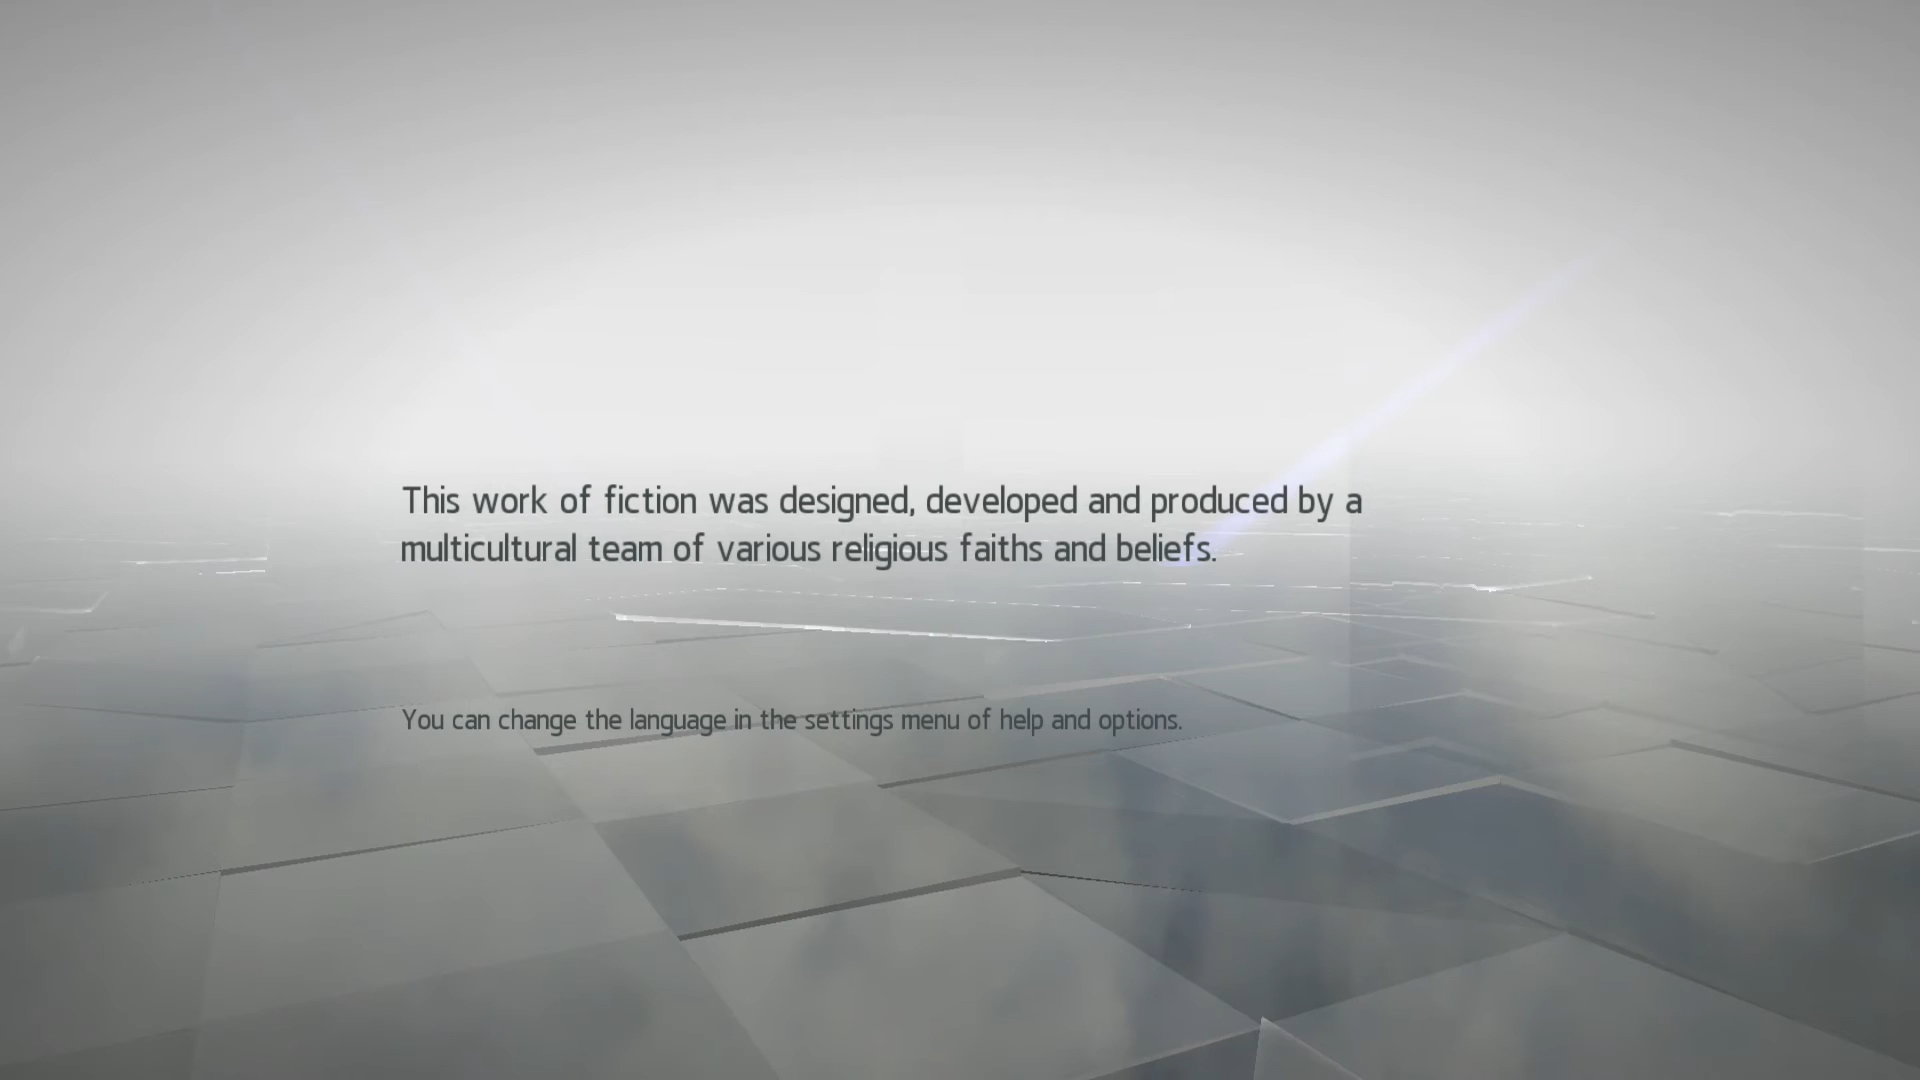 This work of fiction was designed, developed and produced by a
multicultural team of various religious faiths and beliefs.
You can change the language in the settings menu of help and options.